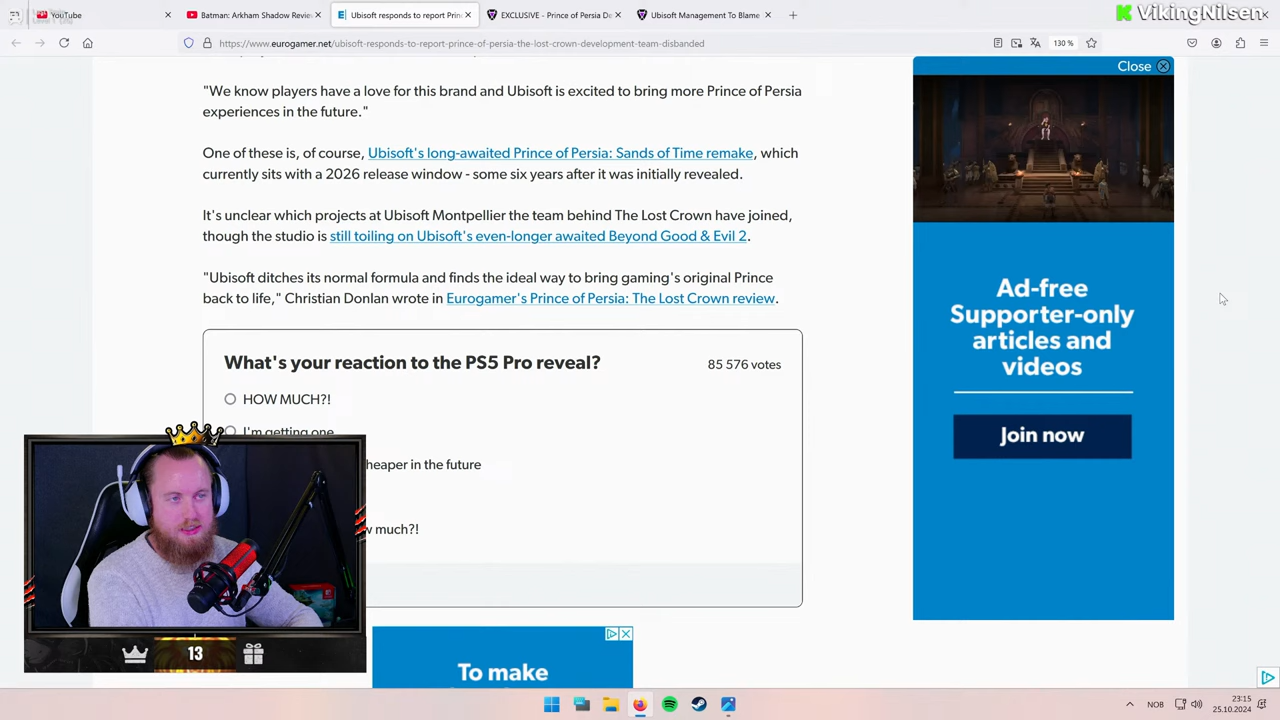 YouTube
Batman: Arkham Shadow Revie
Ubisoft responds to report Prin
EXCLUSIVE - Prince of Persia De
Ubisoft Management To Blame
VikingNilsen
https://www.eurogamer.net/ubisoft-responds-to-report-prince-of-persia-the-lost-crown-development-team-disbanded
130 %
Close
"We know players have a love for this brand and Ubisoft is excited to bring more Prince of Persia
experiences in the future."
One of these is, of course, Ubisoft's long-awaited Prince of Persia: Sands of Time remake, which
currently sits with a 2026 release window - some six years after it was initially revealed.
It's unclear which projects at Ubisoft Montpellier the team behind The Lost Crown have joined,
though the studio is still toiling on Ubisoft's even-longer awaited Beyond Good & Evil 2.
"Ubisoft ditches its normal formula and finds the ideal way to bring gaming's original Prince
back to life," Christian Donlan wrote in Eurogamer's Prince of Persia: The Lost Crown review.
Ad-free
Supporter-only
articles and
videos
Join now
What's your reaction to the PS5 Pro reveal?
85 576 votes
HOW MUCH?!
I'm getting one
heaper in the future
w much?!
13
To make
NOB
23:15
25.10.2024